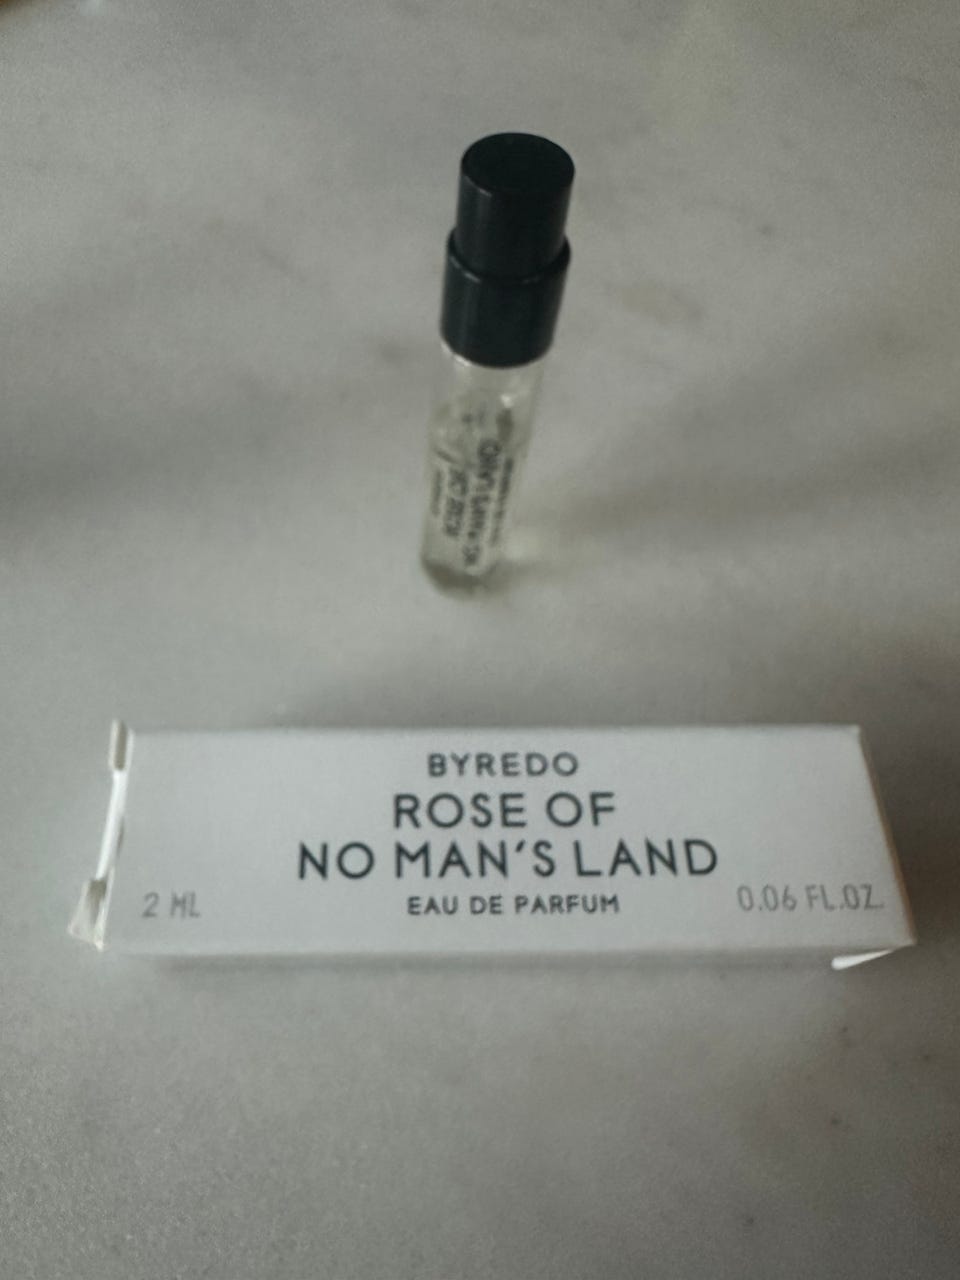 BYREDO
ROSE OF
NO MAN'S LAND
EAU DE PARFUM
2 ML
0.06 FL.OZ.